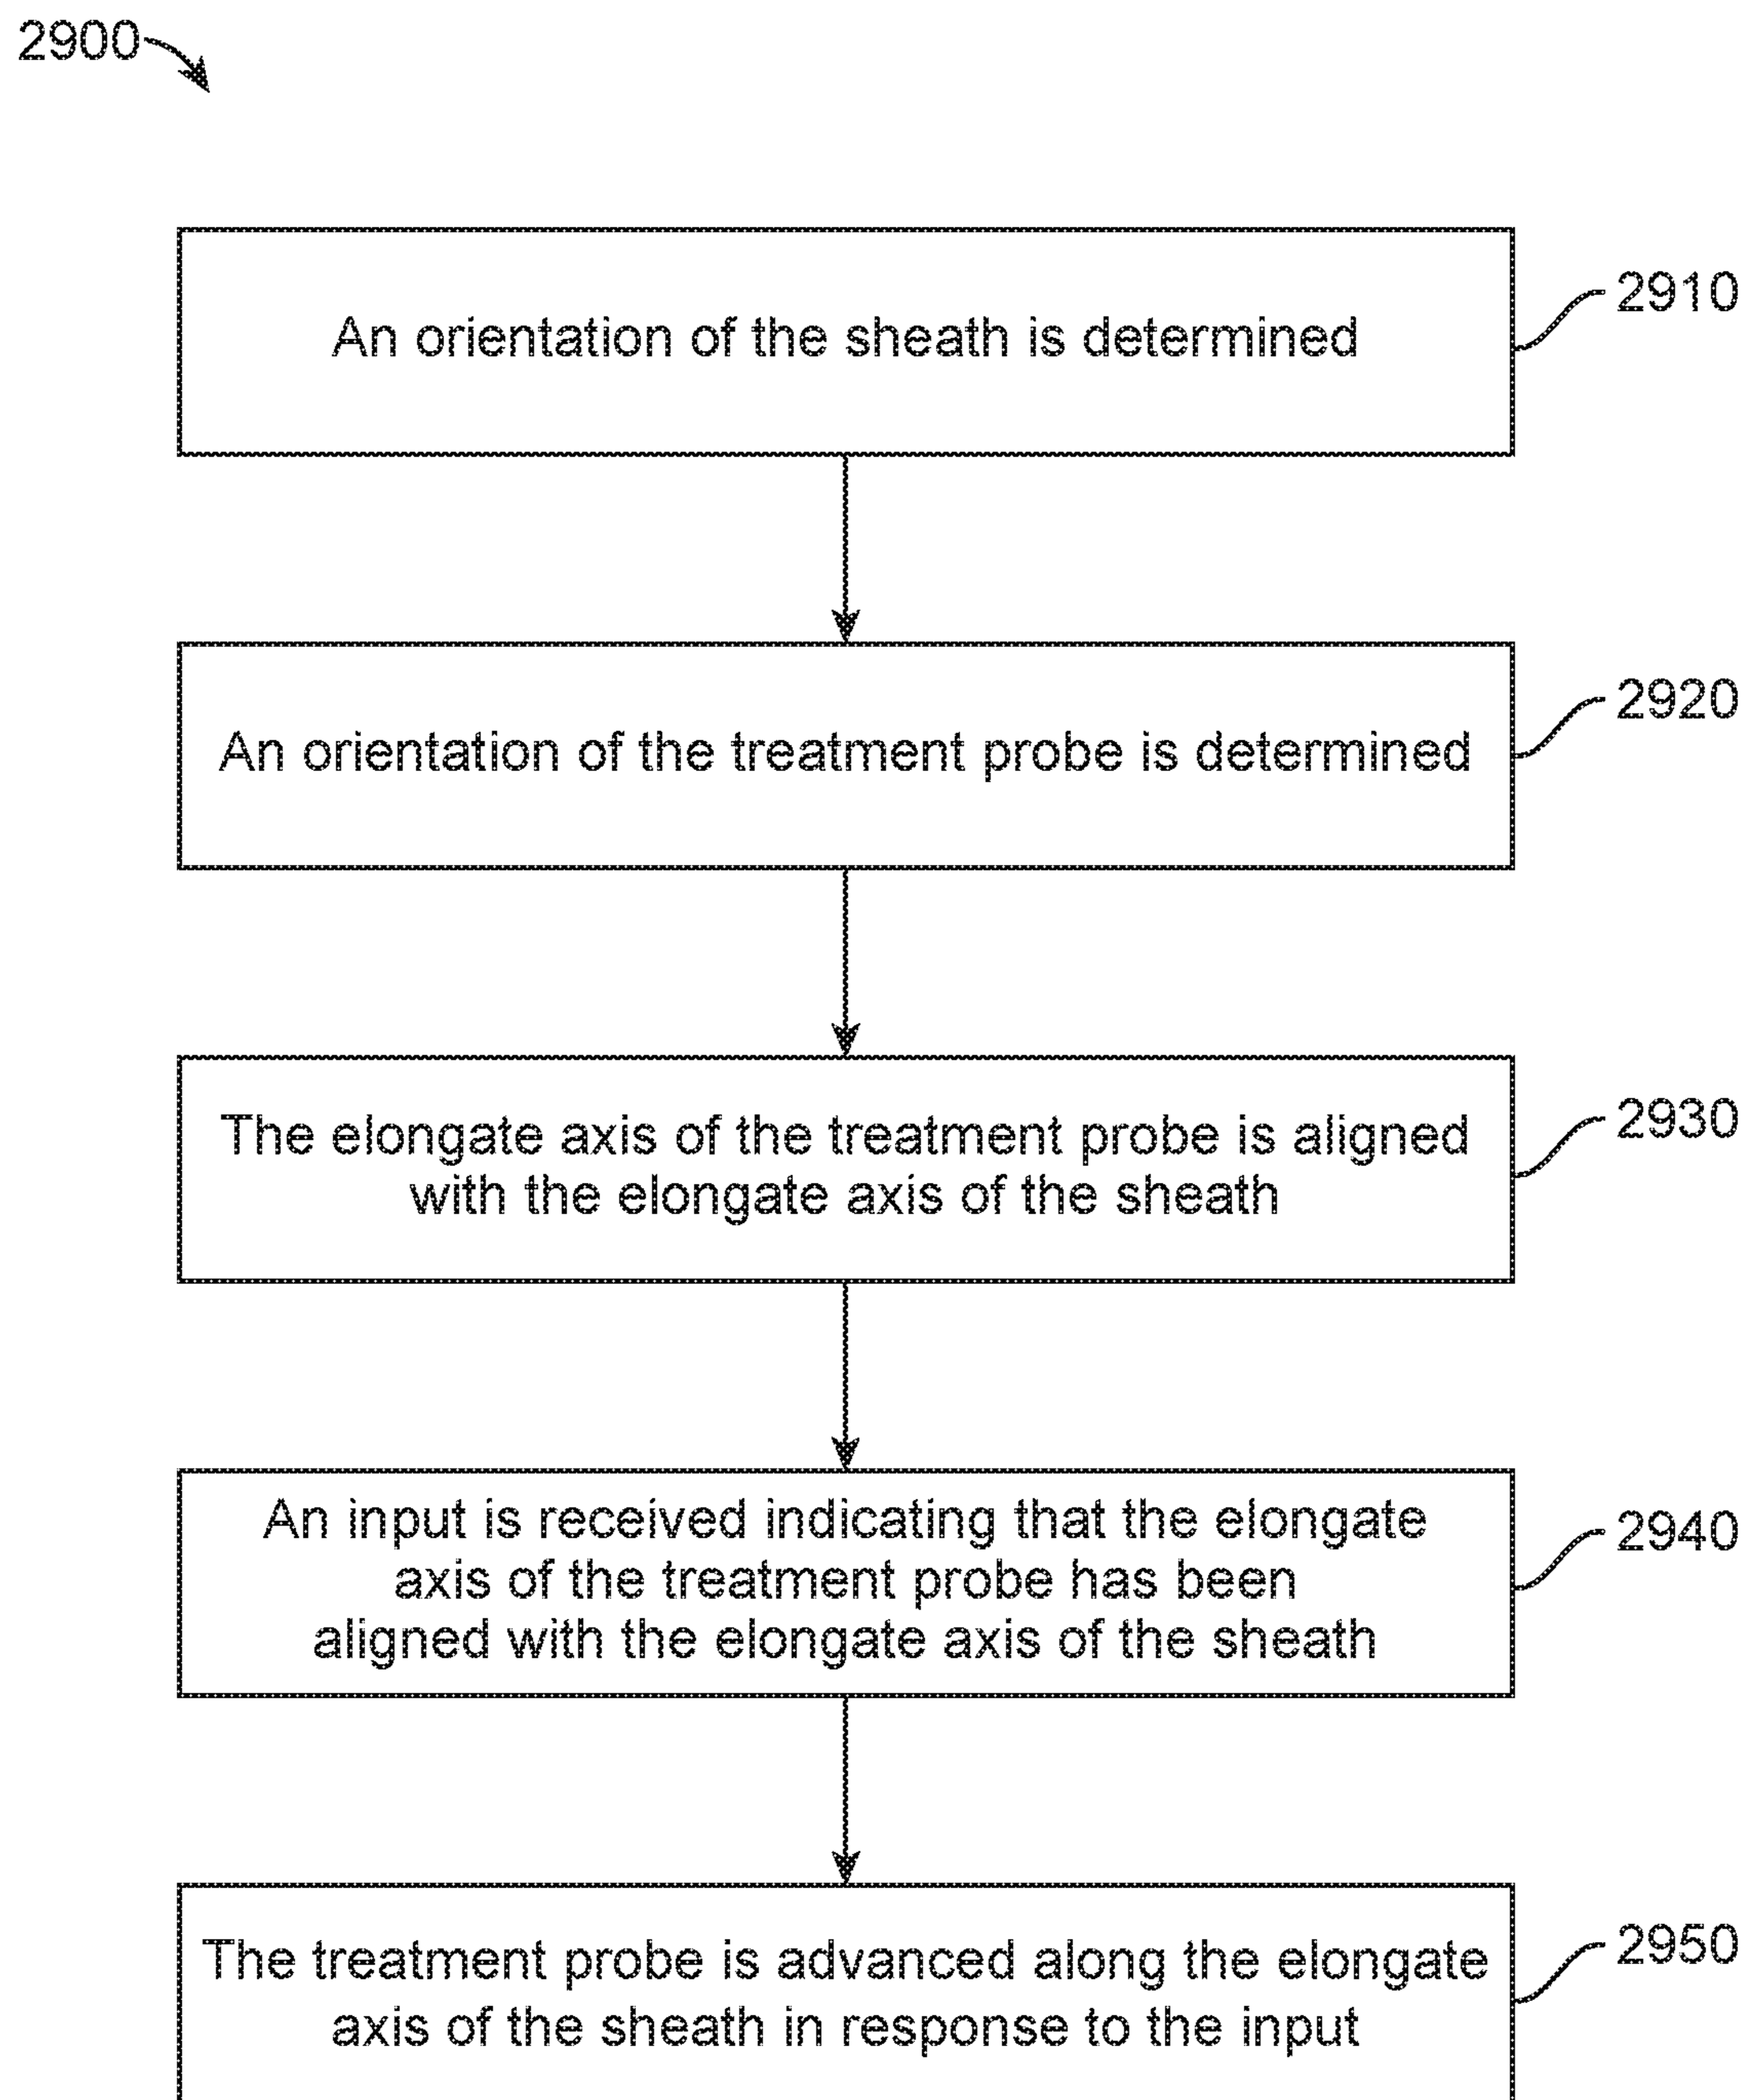 2900
An orientation of the sheath is determined
2910
An orientation of the treatment probe is determined
2920
The elongate axis of the treatment probe is aligned
with the elongate axis of the sheath
2930
An input is received indicating that the elongate
axis of the treatment probe has been
aligned with the elongate axis of the sheath
2940
The treatment probe is advanced along the elongate
axis of the sheath in response to the input
2950